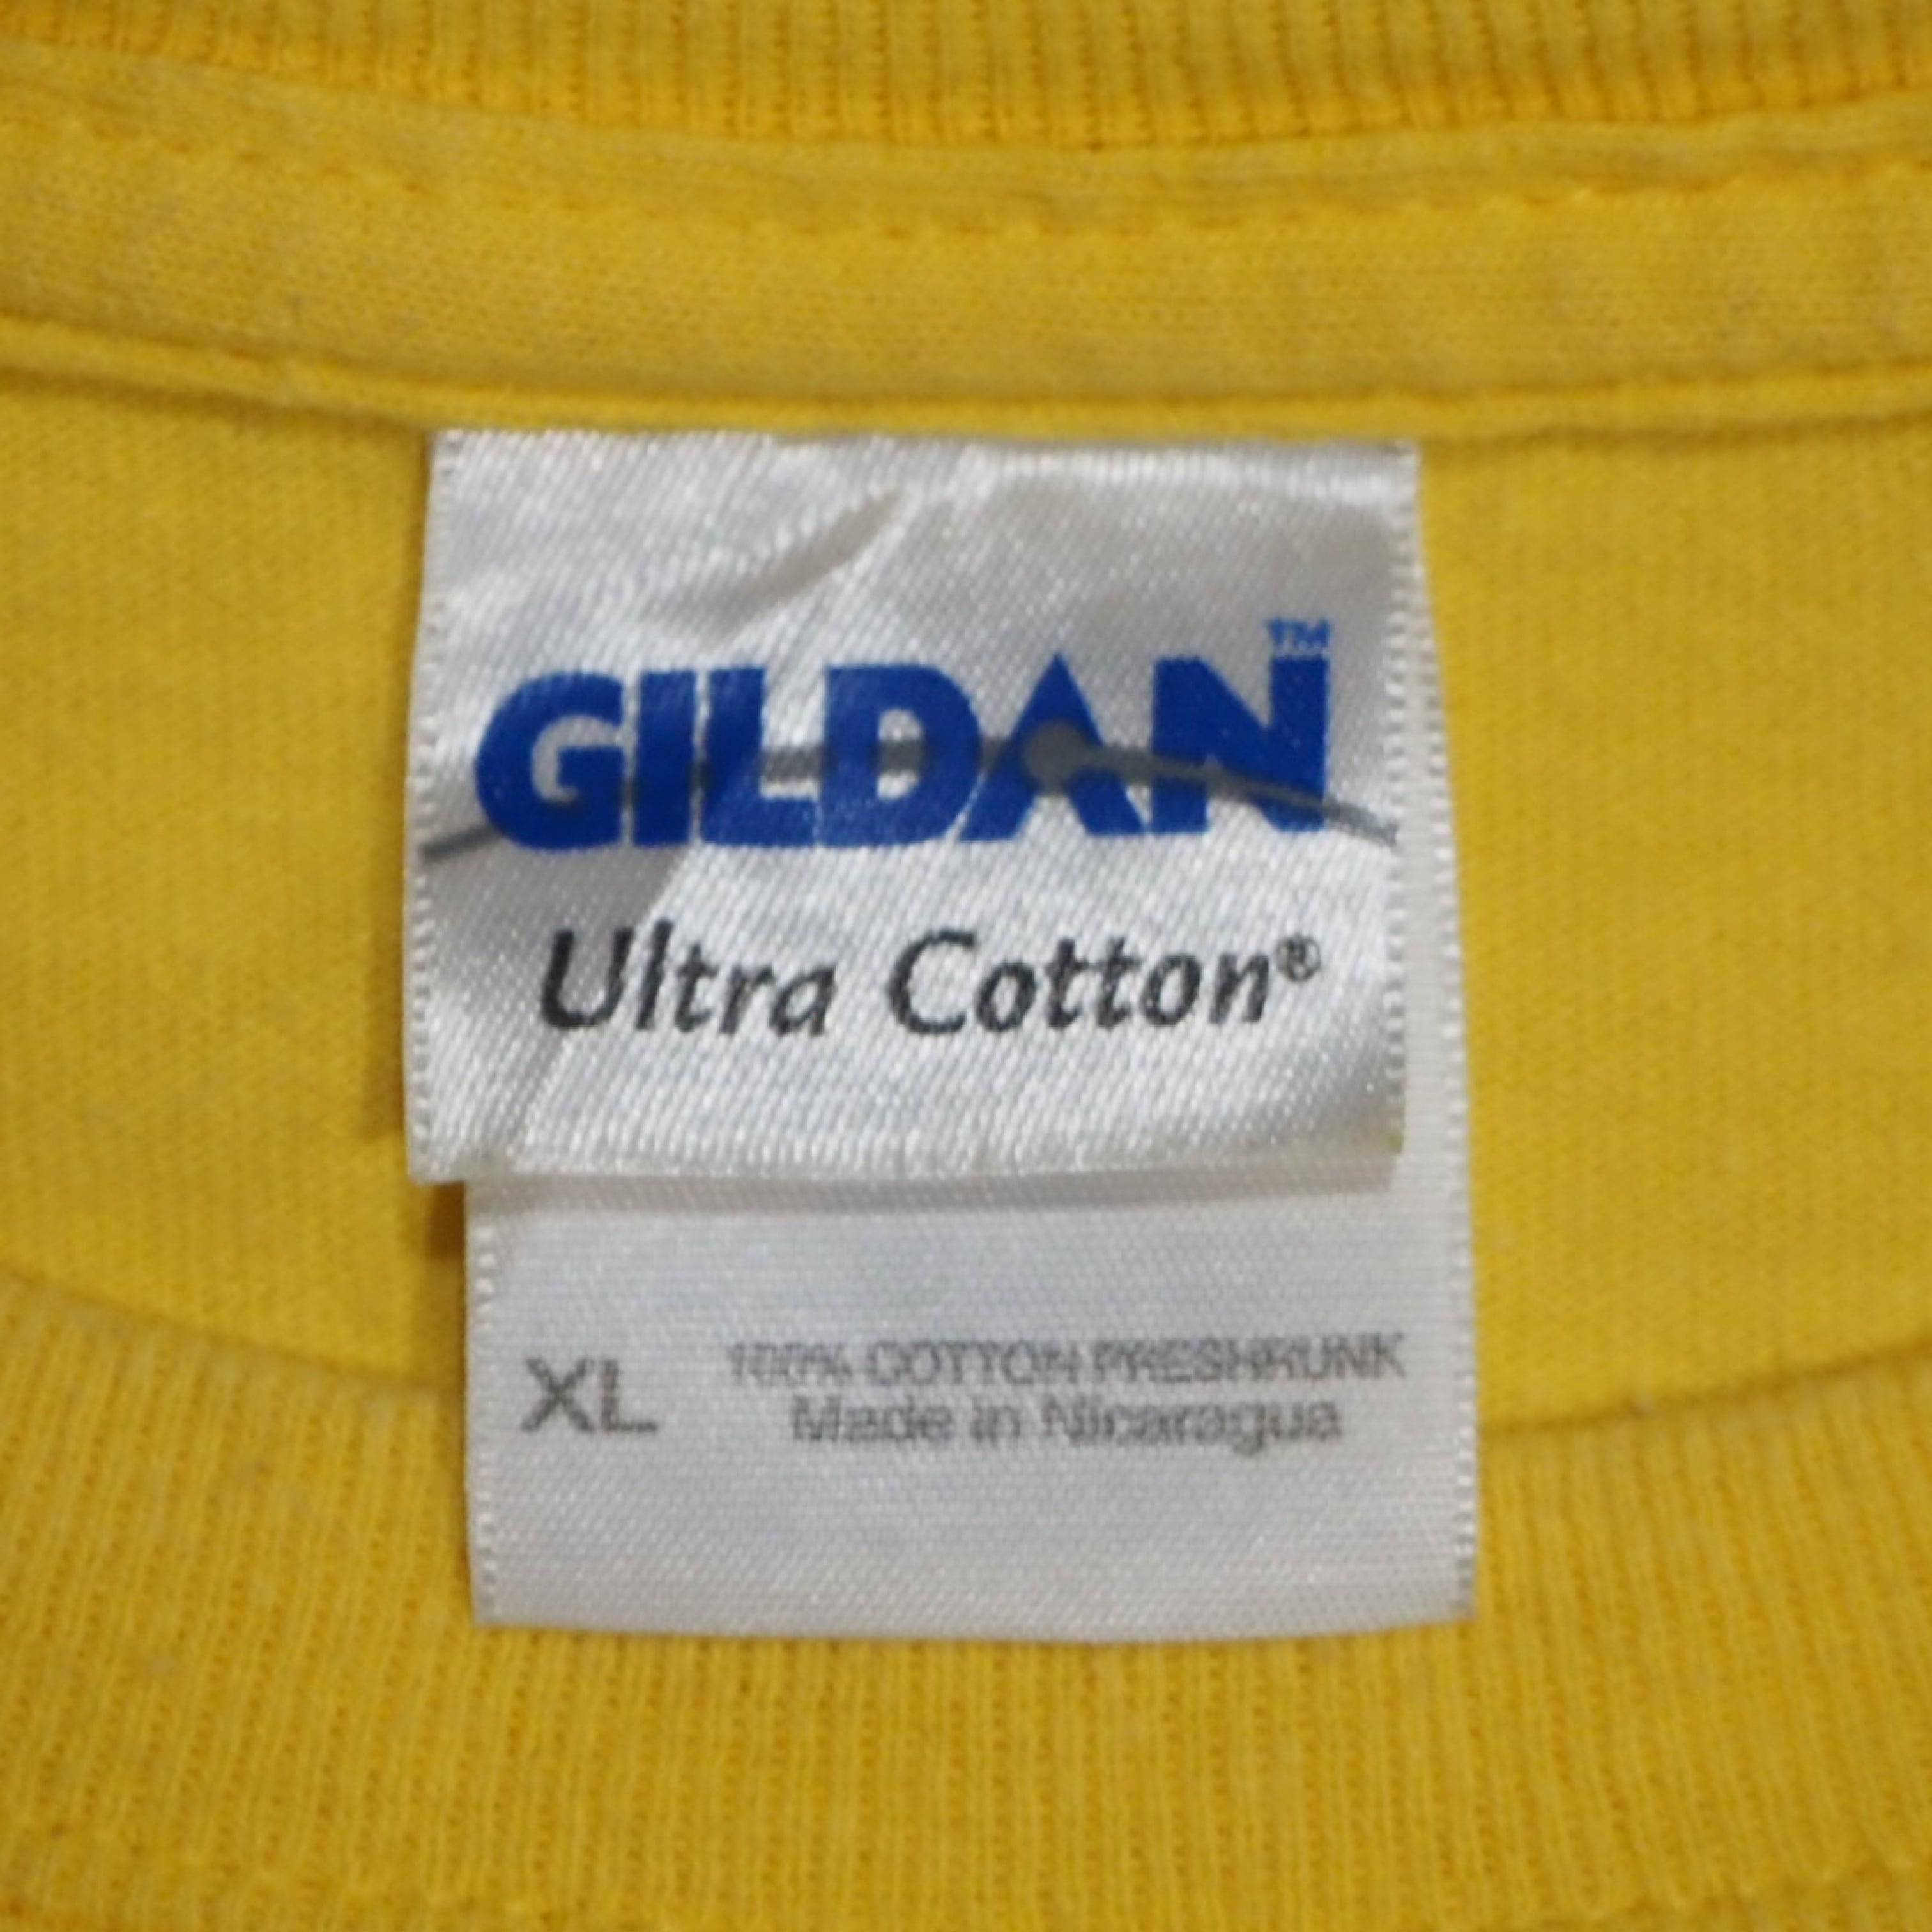 GILDAN™
Ultra Cotton®
XL
100% COTTON PRESHRUNK
Made in Nicaragua